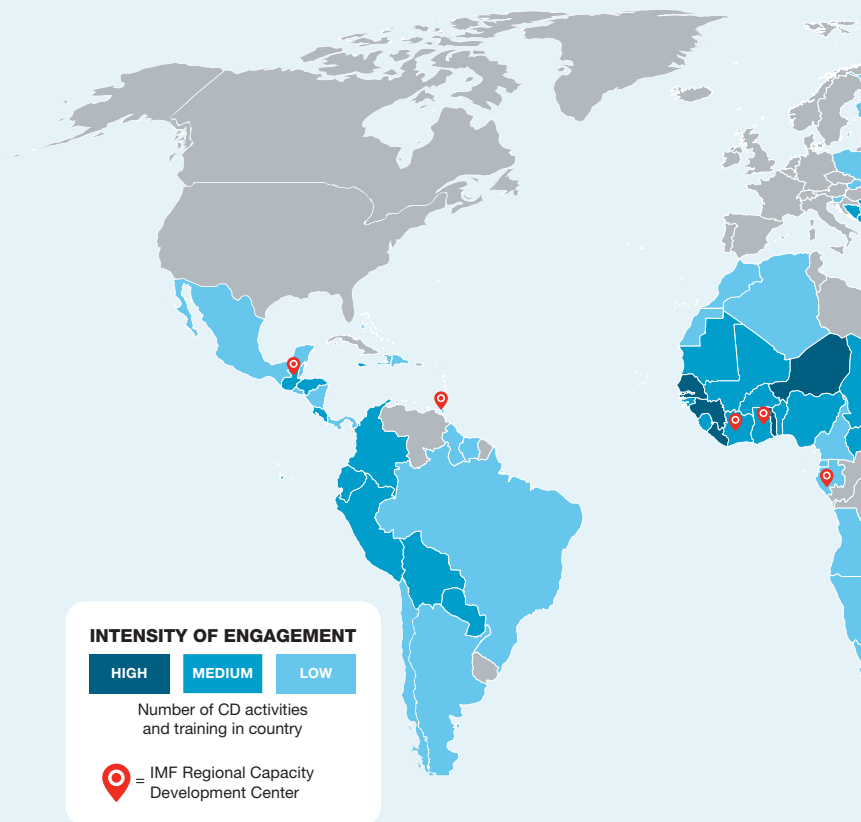 INTENSITY OF ENGAGEMENT
HIGH
MEDIUM
LOW
Number of CD activities
and training in country
= IMF Regional Capacity
Development Center